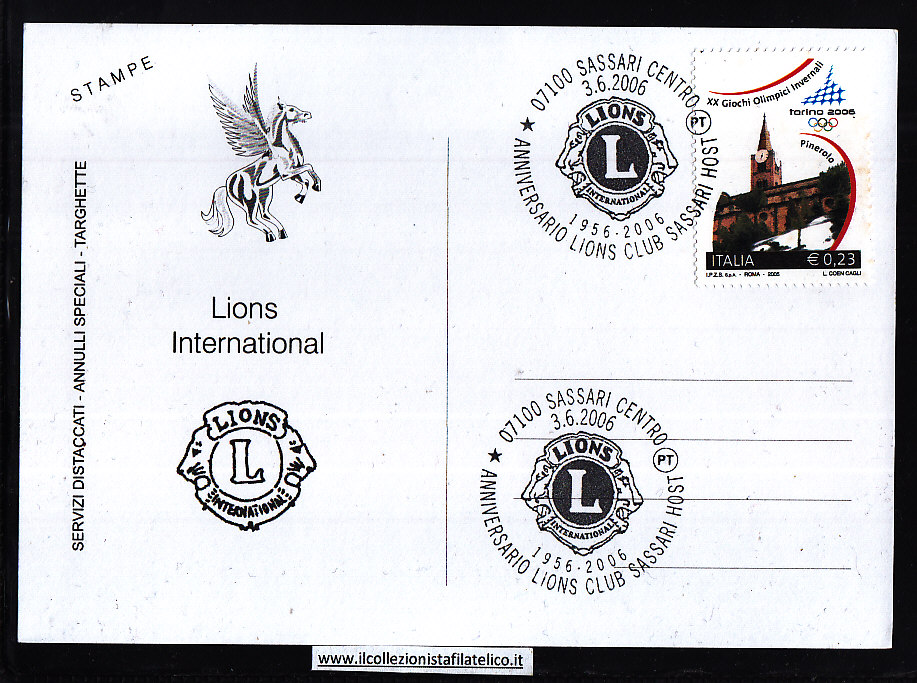 STAMPE
SERVIZI DISTACCATI - ANNULLI SPECIALI - TARGHETTE
Lions
International
LIONS
L
INTERNATIONAL
★ 07100 SASSARI CENTRO PT
3.6.2006
LIONS
L
INTERNATIONAL
1956-2006
ANNIVERSARIO LIONS CLUB SASSARI HOST
XX Giochi Olimpici Invernali
torino 2006
Pinerolo
ITALIA € 0,23
I.P.Z.S. S.p.A. - ROMA - 2005 L. COEN CAGLI
★ 07100 SASSARI CENTRO PT
3.6.2006
LIONS
L
INTERNATIONAL
1956-2006
ANNIVERSARIO LIONS CLUB SASSARI HOST
www.ilcollezionistafilatelico.it